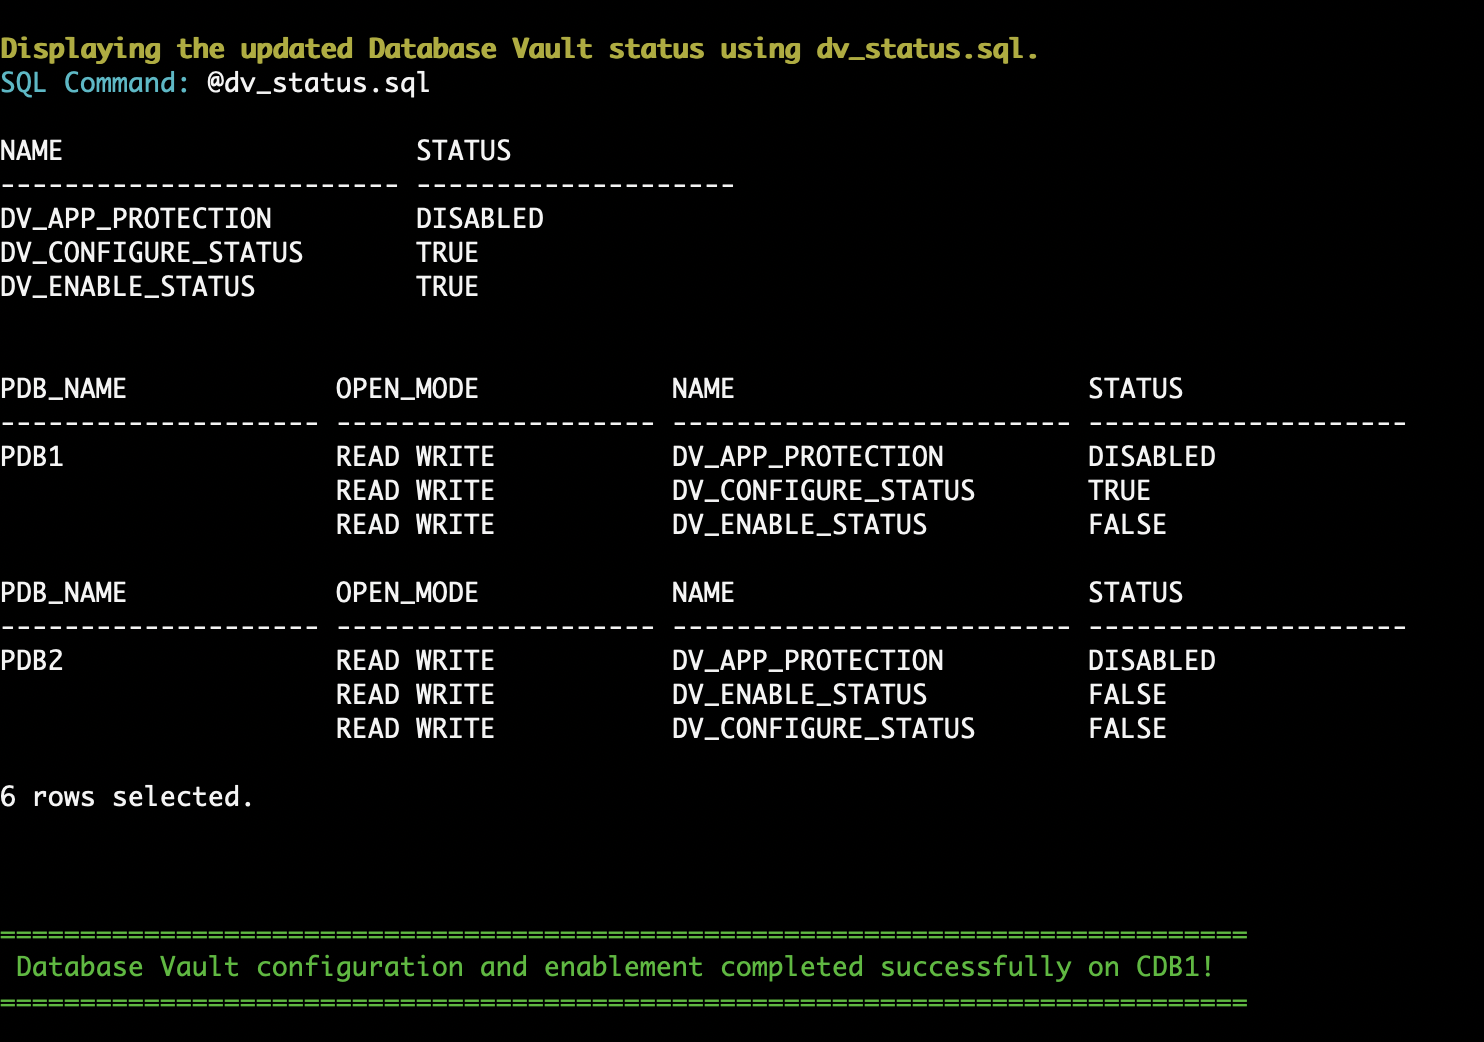 Displaying the updated Database Vault status using dv_status.sql.
SQL Command: @dv_status.sql
NAME                      STATUS
------------------------- --------------------
DV_APP_PROTECTION         DISABLED
DV_CONFIGURE_STATUS       TRUE
DV_ENABLE_STATUS          TRUE
PDB_NAME             OPEN_MODE            NAME                      STATUS
-------------------- -------------------- ------------------------- --------------------
PDB1                 READ WRITE           DV_APP_PROTECTION         DISABLED
                     READ WRITE           DV_CONFIGURE_STATUS       TRUE
                     READ WRITE           DV_ENABLE_STATUS          FALSE
PDB_NAME             OPEN_MODE            NAME                      STATUS
-------------------- -------------------- ------------------------- --------------------
PDB2                 READ WRITE           DV_APP_PROTECTION         DISABLED
                     READ WRITE           DV_ENABLE_STATUS          FALSE
                     READ WRITE           DV_CONFIGURE_STATUS       FALSE
6 rows selected.
==============================================================================
 Database Vault configuration and enablement completed successfully on CDB1!
==============================================================================